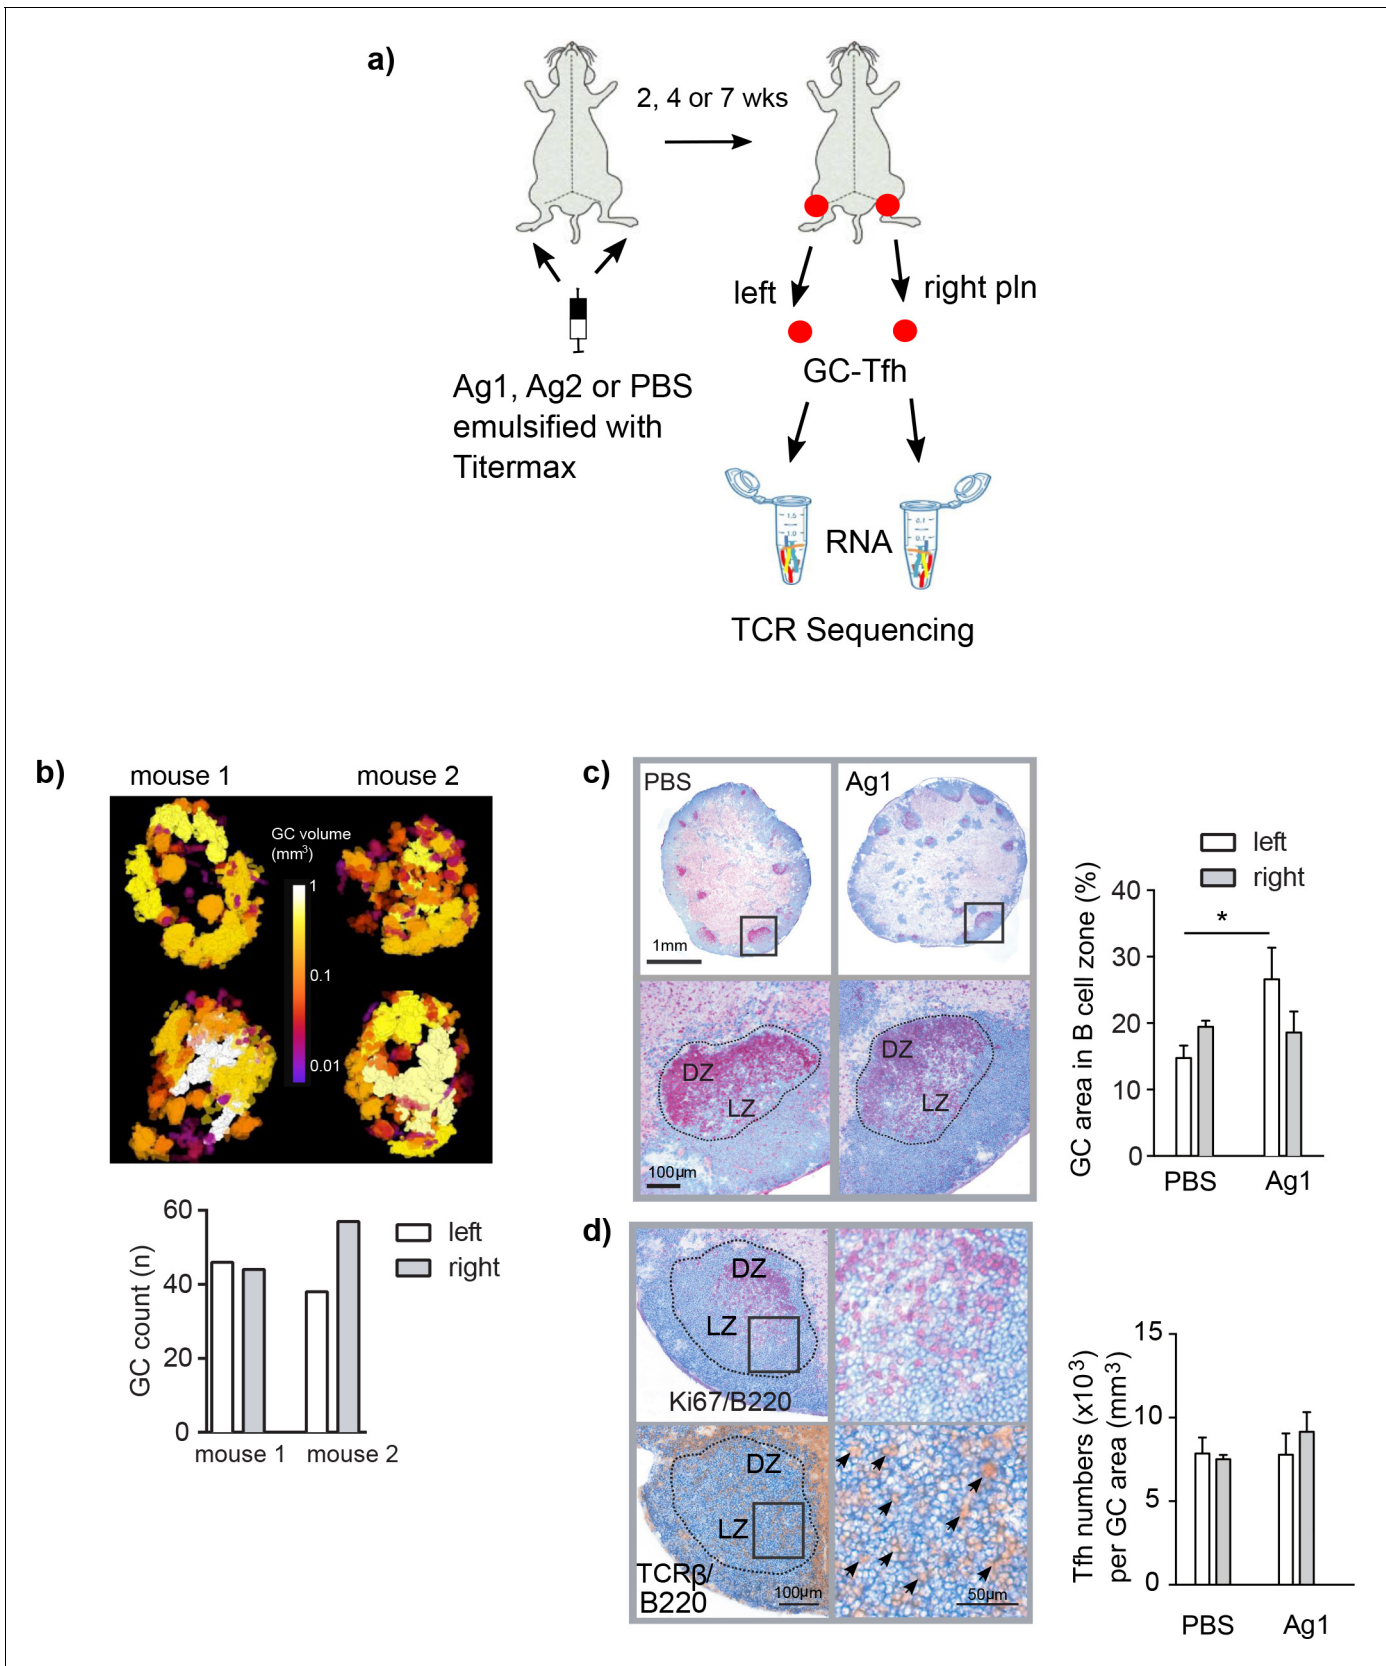 a)
2, 4 or 7 wks
left
right pln
Ag1, Ag2 or PBS
emulsified with
Titermax
GC-Tfh
RNA
TCR Sequencing
b)
mouse 1
mouse 2
GC volume
(mm³)
1
0.1
0.01
GC count (n)
60
40
20
0
mouse 1
mouse 2
left
right
c)
PBS
Ag1
1mm
DZ
LZ
DZ
LZ
100µm
left
right
GC area in B cell zone (%)
40
30
20
10
0
*
PBS
Ag1
d)
DZ
LZ
Ki67/B220
DZ
LZ
TCRβ/
B220
100µm
50µm
Tfh numbers (x10³)
per GC area (mm³)
15
10
5
0
PBS
Ag1